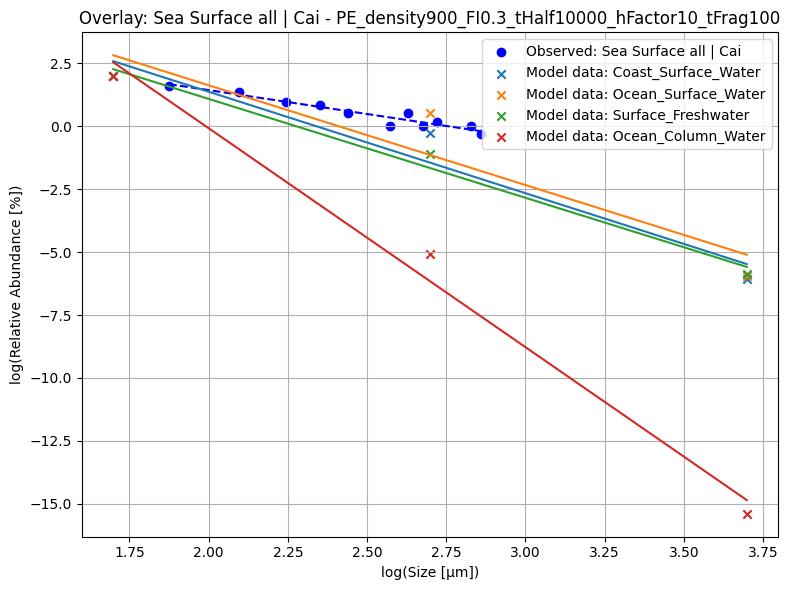 Overlay: Sea Surface all | Cai - PE_density900_FI0.3_tHalf10000_hFactor10_tFrag100
Observed: Sea Surface all | Cai
Model data: Coast_Surface_Water
Model data: Ocean_Surface_Water
Model data: Surface_Freshwater
Model data: Ocean_Column_Water
log(Relative Abundance [%])
2.5
0.0
−2.5
−5.0
−7.5
−10.0
−12.5
−15.0
1.75 2.00 2.25 2.50 2.75 3.00 3.25 3.50 3.75
log(Size [μm])